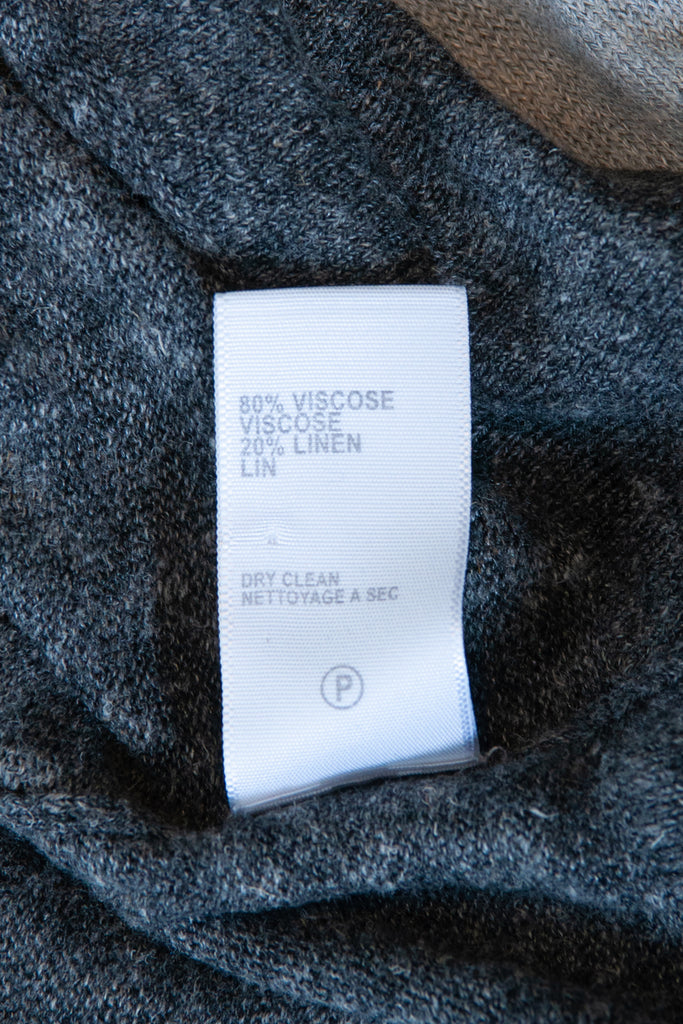 80% VISCOSE
VISCOSE
20% LINEN
LIN
DRY CLEAN
NETTOYAGE A SEC
P